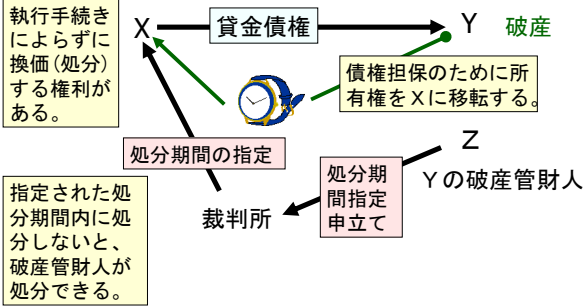 執行手続き
によらずに
換価(処分)
する権利が
ある。
X
貸金債権
Y
破産
債権担保のために所
有権をXに移転する。
処分期間の指定
Z
Yの破産管財人
処分期
間指定
申立て
裁判所
指定された処
分期間内に処
分しないと、
破産管財人が
処分できる。